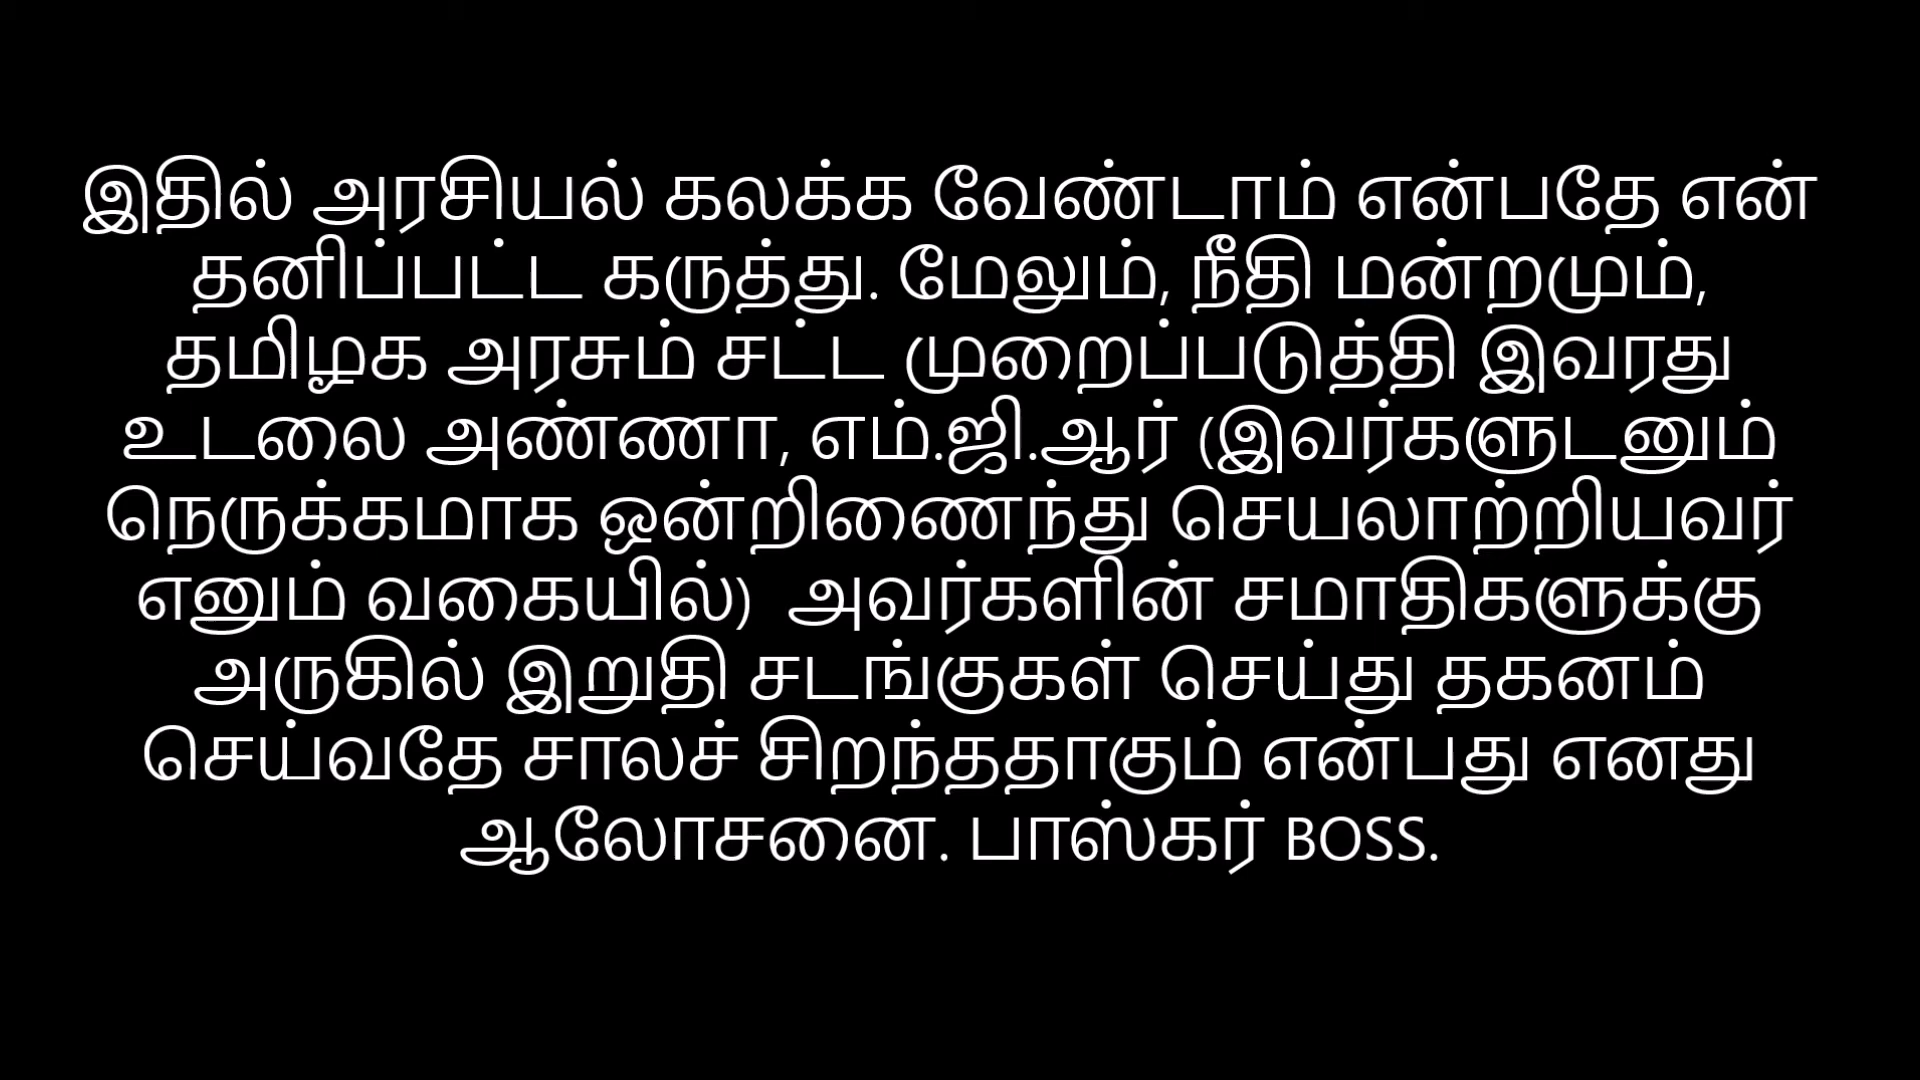 இதில் அரசியல் கலக்க வேண்டாம் என்பதே என்
தனிப்பட்ட கருத்து. மேலும், நீதி மன்றமும்,
தமிழக அரசும் சட்ட முறைப்படுத்தி இவரது
உடலை அண்ணா, எம்.ஜி.ஆர் (இவர்களுடனும்
நெருக்கமாக ஒன்றிணைந்து செயலாற்றியவர்
எனும் வகையில்)  அவர்களின் சமாதிகளுக்கு
அருகில் இறுதி சடங்குகள் செய்து தகனம்
செய்வதே சாலச் சிறந்ததாகும் என்பது எனது
ஆலோசனை. பாஸ்கர் BOSS.